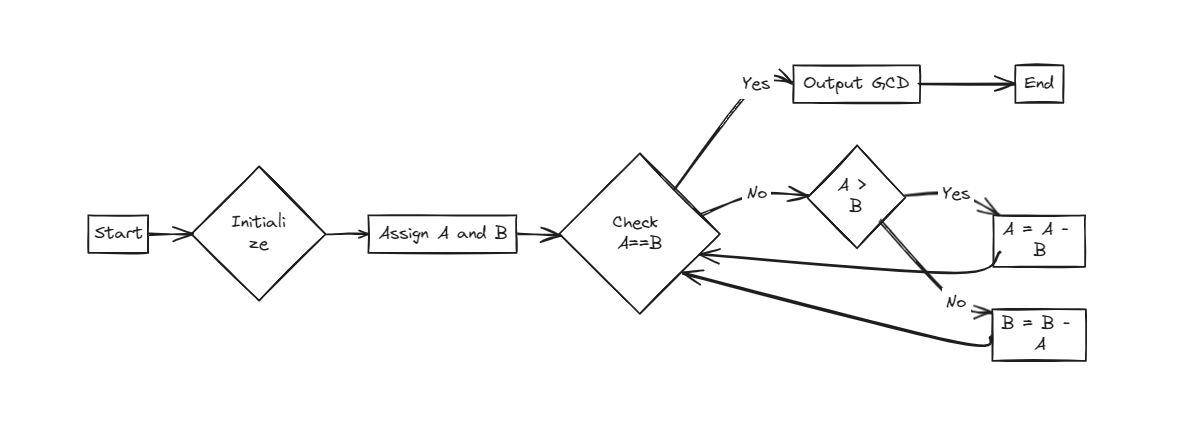 Start
Initiali
ze
Assign A and B
Check
A==B
Yes
Output GCD
End
No
A >
B
Yes
A = A -
B
No
B = B -
A